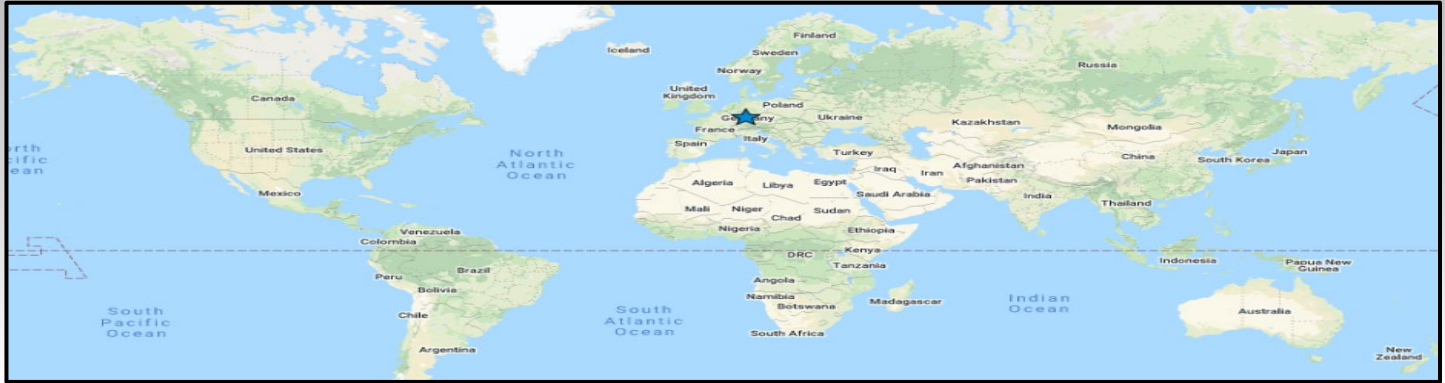 Finland
Iceland
Sweden
Russia
Norway
United
Kingdom
Canada
Poland
Germany
Ukraine
Kazakhstan
Mongolia
France
Italy
Spain
United States
North
Atlantic
Ocean
Turkey
Japan
China
South Korea
Iraq
Iran
Afghanistan
Pakistan
Algeria
Libya
Egypt
Saudi Arabia
India
Mexico
Thailand
Mali
Niger
Chad
Sudan
Nigeria
Ethiopia
Venezuela
Colombia
DRC
Kenya
Tanzania
Indonesia
Papua New
Guinea
Peru
Brazil
Bolivia
Angola
Namibia
Botswana
Madagascar
Indian
Ocean
South
Pacific
Ocean
Chile
South
Atlantic
Ocean
South Africa
Australia
Argentina
New
Zealand